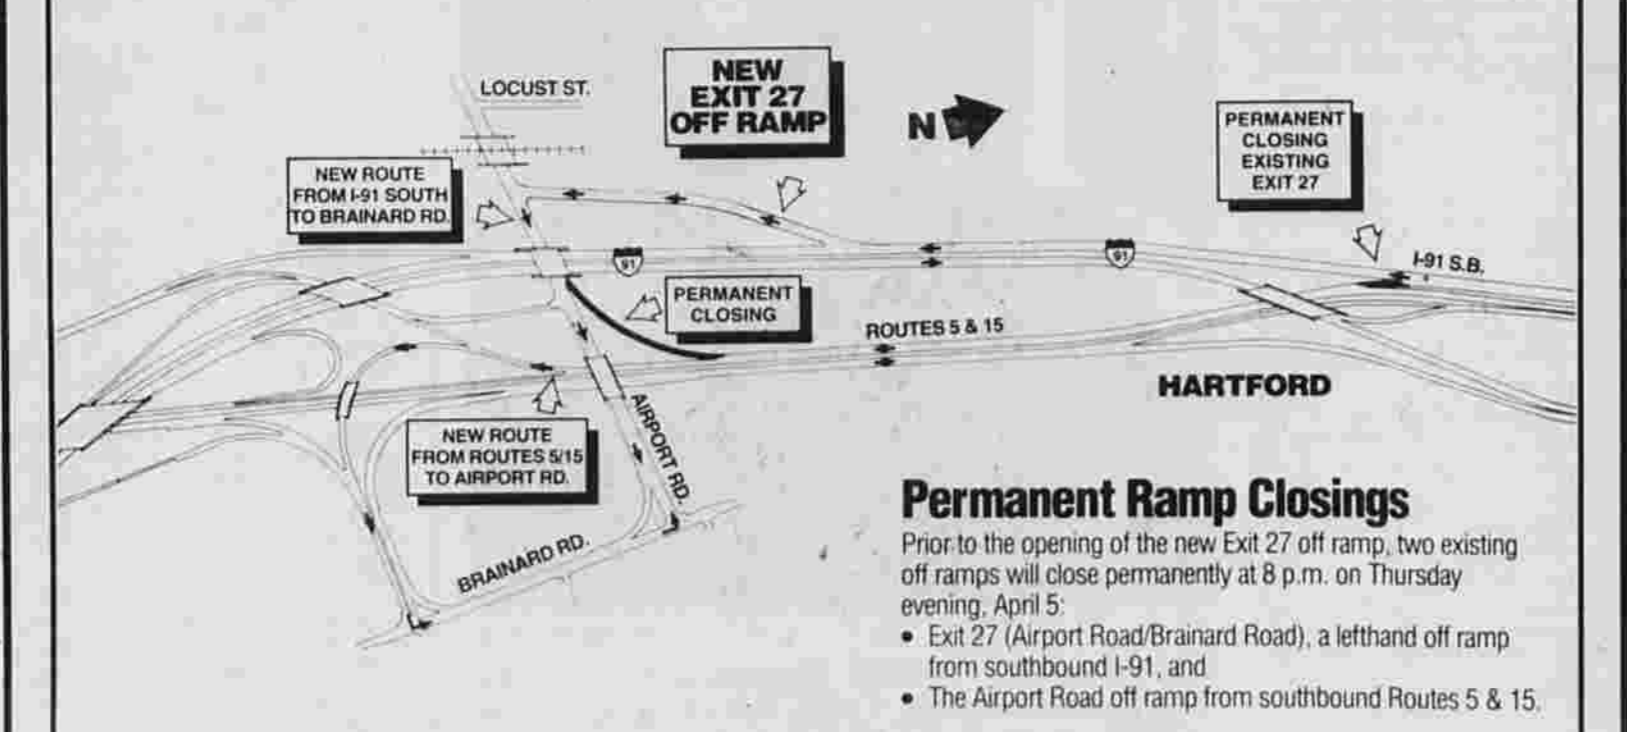 LOCUST ST.
NEW
EXIT 27
OFF RAMP
N
PERMANENT
CLOSING
EXISTING
EXIT 27
NEW ROUTE
FROM I-91 SOUTH
TO BRAINARD RD.
91
91
I-91 S.B.
PERMANENT
CLOSING
ROUTES 5 & 15
HARTFORD
AIRPORT RD.
NEW ROUTE
FROM ROUTES 5/15
TO AIRPORT RD.
BRAINARD RD.
Permanent Ramp Closings
Prior to the opening of the new Exit 27 off ramp, two existing
off ramps will close permanently at 8 p.m. on Thursday
evening, April 5:
• Exit 27 (Airport Road/Brainard Road), a lefthand off ramp
from southbound I-91, and
• The Airport Road off ramp from southbound Routes 5 & 15.